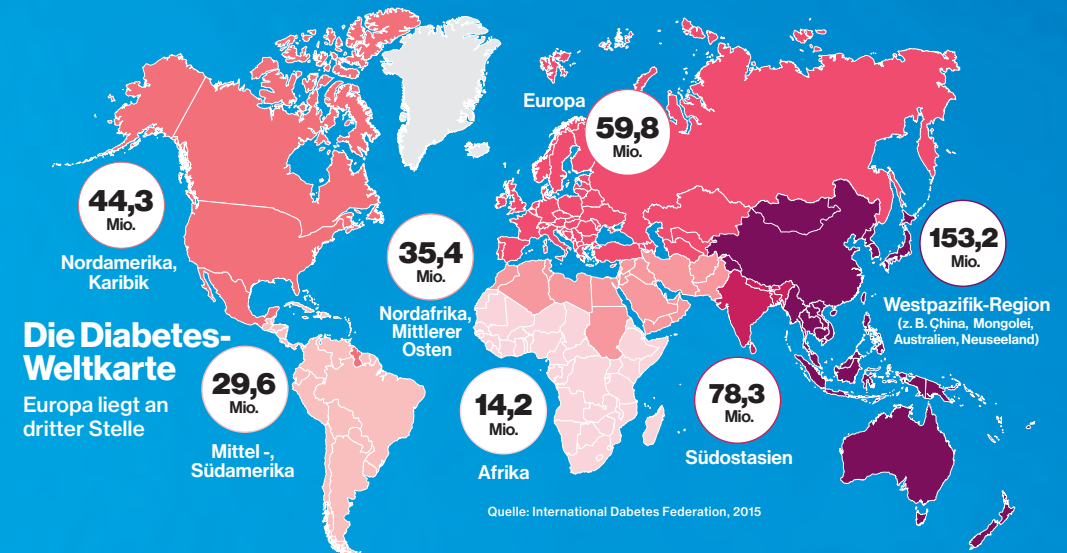 Die Diabetes-
Weltkarte
Europa liegt an
dritter Stelle
44,3
Mio.
Nordamerika,
Karibik
29,6
Mio.
Mittel -,
Südamerika
Europa
59,8
Mio.
35,4
Mio.
Nordafrika,
Mittlerer
Osten
14,2
Mio.
Afrika
78,3
Mio.
Südostasien
153,2
Mio.
Westpazifik-Region
(z. B. China, Mongolei,
Australien, Neuseeland)
Quelle: International Dabetes Federation, 2015